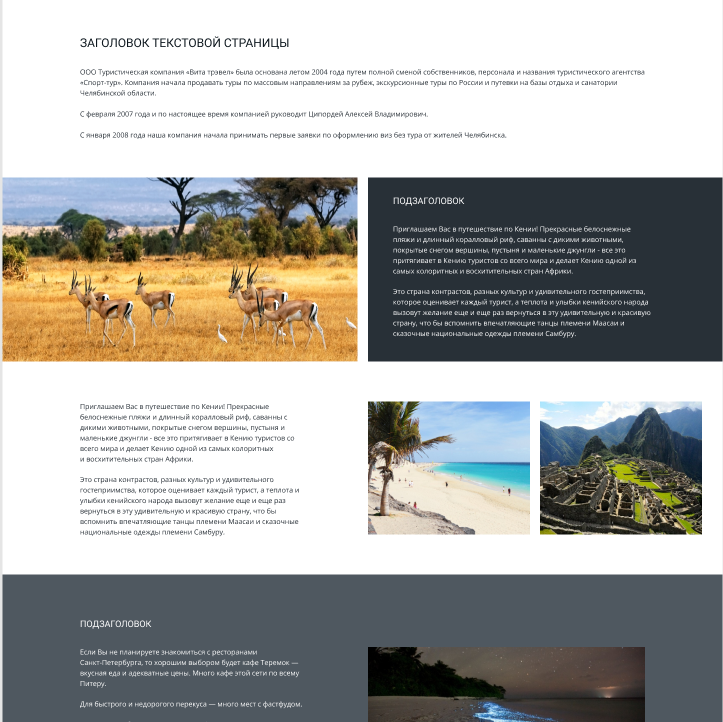 ЗАГОЛОВОК ТЕКСТОВОЙ СТРАНИЦЫ
ООО Туристическая компания «Вита трэвел» была основана летом 2004 года путем полной сменой собственников, персонала и названия туристического агентства
«Спорт-тур». Компания начала продавать туры по массовым направлениям за рубеж, экскурсионные туры по России и путевки на базы отдыха и санатории
Челябинской области.
С февраля 2007 года и по настоящее время компанией руководит Ципордей Алексей Владимирович.
С января 2008 года наша компания начала принимать первые заявки по оформлению виз без тура от жителей Челябинска.
ПОДЗАГОЛОВОК
Приглашаем Вас в путешествие по Кении! Прекрасные белоснежные
пляжи и длинный коралловый риф, саванны с дикими животными,
покрытые снегом вершины, пустыня и маленькие джунгли - все это
притягивает в Кению туристов со всего мира и делает Кению одной из
самых колоритных и восхитительных стран Африки.
Это страна контрастов, разных культур и удивительного гостеприимства,
которое оценивает каждый турист, а теплота и улыбки кенийского народа
вызовут желание еще и еще раз вернуться в эту удивительную и красивую
страну, что бы вспомнить впечатляющие танцы племени Маасаи и
сказочные национальные одежды племени Самбуру.
Приглашаем Вас в путешествие по Кении! Прекрасные
белоснежные пляжи и длинный коралловый риф, саванны с
дикими животными, покрытые снегом вершины, пустыня и
маленькие джунгли - все это притягивает в Кению туристов со
всего мира и делает Кению одной из самых колоритных
и восхитительных стран Африки.
Это страна контрастов, разных культур и удивительного
гостеприимства, которое оценивает каждый турист, а теплота и
улыбки кенийского народа вызовут желание еще и еще раз
вернуться в эту удивительную и красивую страну, что бы
вспомнить впечатляющие танцы племени Маасаи и сказочные
национальные одежды племени Самбуру.
ПОДЗАГОЛОВОК
Если Вы не планируете знакомиться с ресторанами
Санкт-Петербурга, то хорошим выбором будет кафе Теремок —
вкусная еда и адекватные цены. Много кафе этой сети по всему
Питеру.
Для быстрого и недорогого перекуса — много мест с фастфудом.